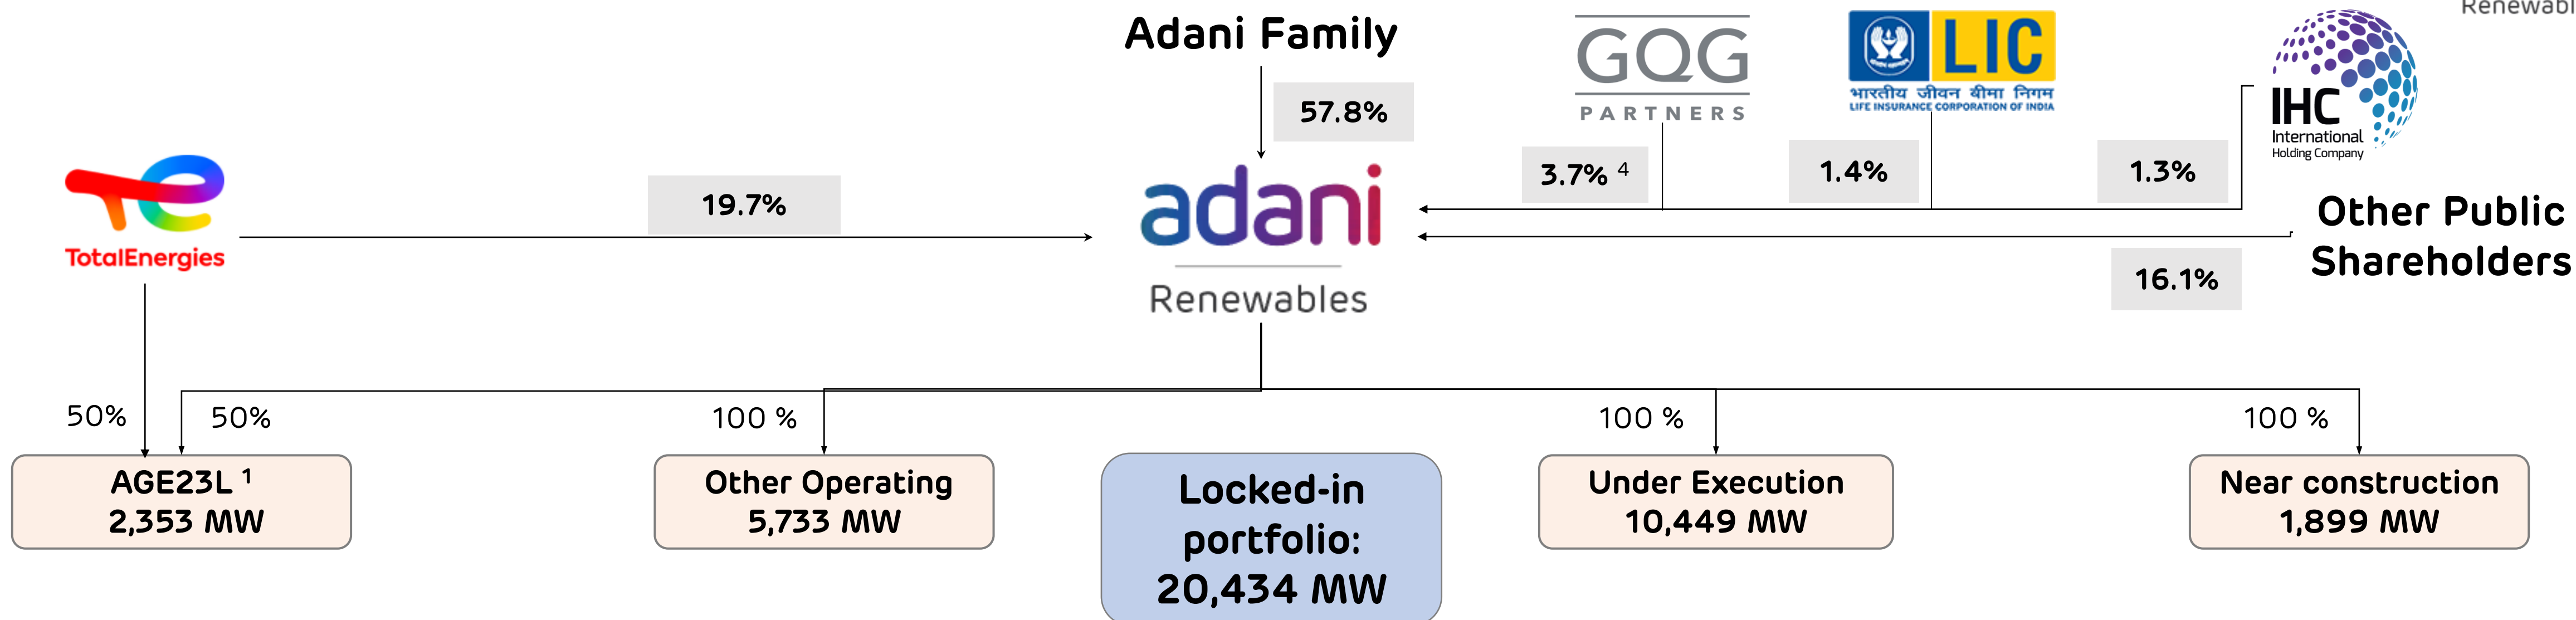 Renewabl
Adani Family
GQG
PARTNERS
LIC
भारतीय जीवन बीमा निगम
LIFE INSURANCE CORPORATION OF INDIA
IHC
International
Holding Company
57.8%
3.7% 4
1.4%
1.3%
TotalEnergies
19.7%
adani
Renewables
Other Public
Shareholders
16.1%
50%
50%
100 %
100 %
100 %
AGE23L 1
2,353 MW
Other Operating
5,733 MW
Locked-in
portfolio:
20,434 MW
Under Execution
10,449 MW
Near construction
1,899 MW